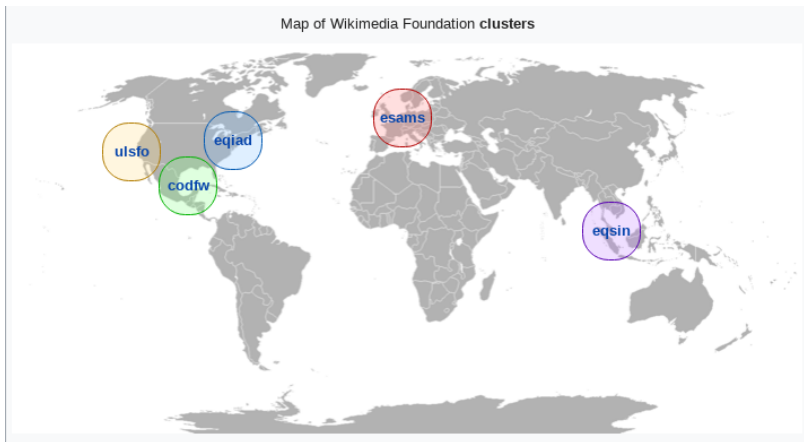 Map of Wikimedia Foundation clusters
esams
eqiad
ulsfo
codfw
eqsin